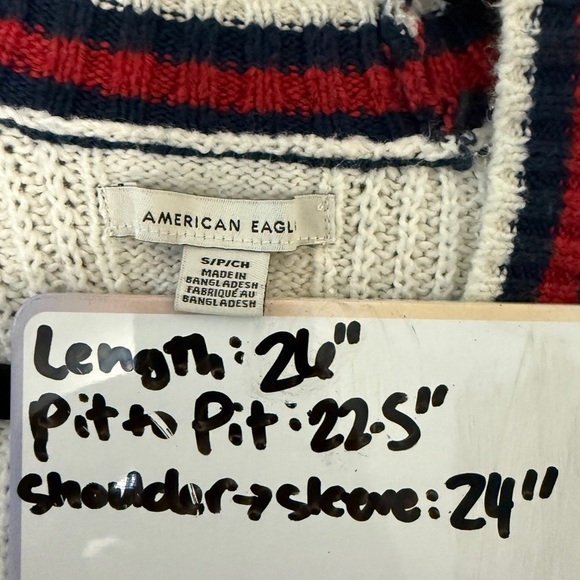 AMERICAN EAGL
S/P/CH
MADE IN
BANGLADESH
FABRIQUÉ AU
BANGLADESH
Length: 26"
Pit to Pit: 22.5"
shoulder→sleeve: 24"